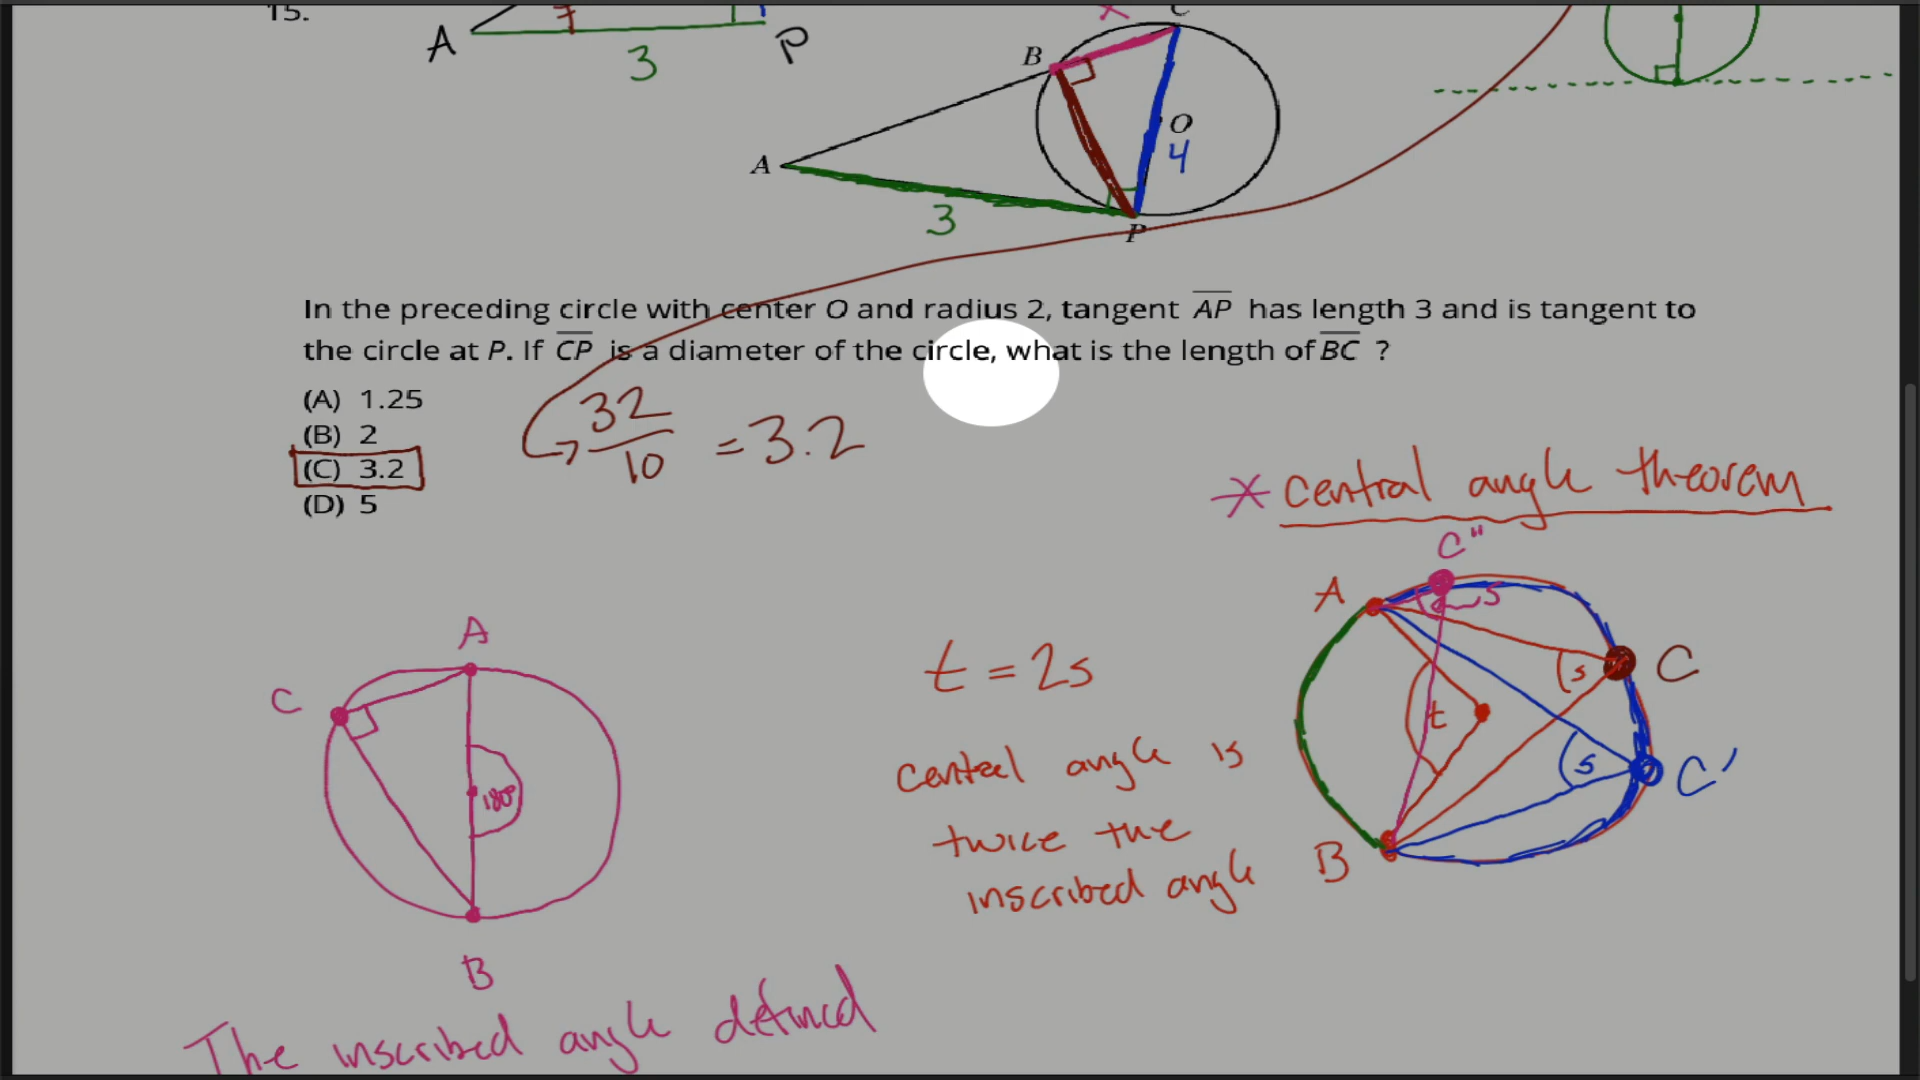 15.
A
3
P
B
C
A
O
4
3
P
In the preceding circle with center O and radius 2, tangent AP has length 3 and is tangent to
the circle at P. If CP is a diameter of the circle, what is the length of BC ?
(A) 1.25
(B) 2
(C) 3.2
(D) 5
32
10
= 3.2
* central angle theorem
C"
A
s
C
s
t
s
C'
B
t = 2s
central angle is
twice the
inscribed angle
A
C
180°
B
The inscribed angle defined